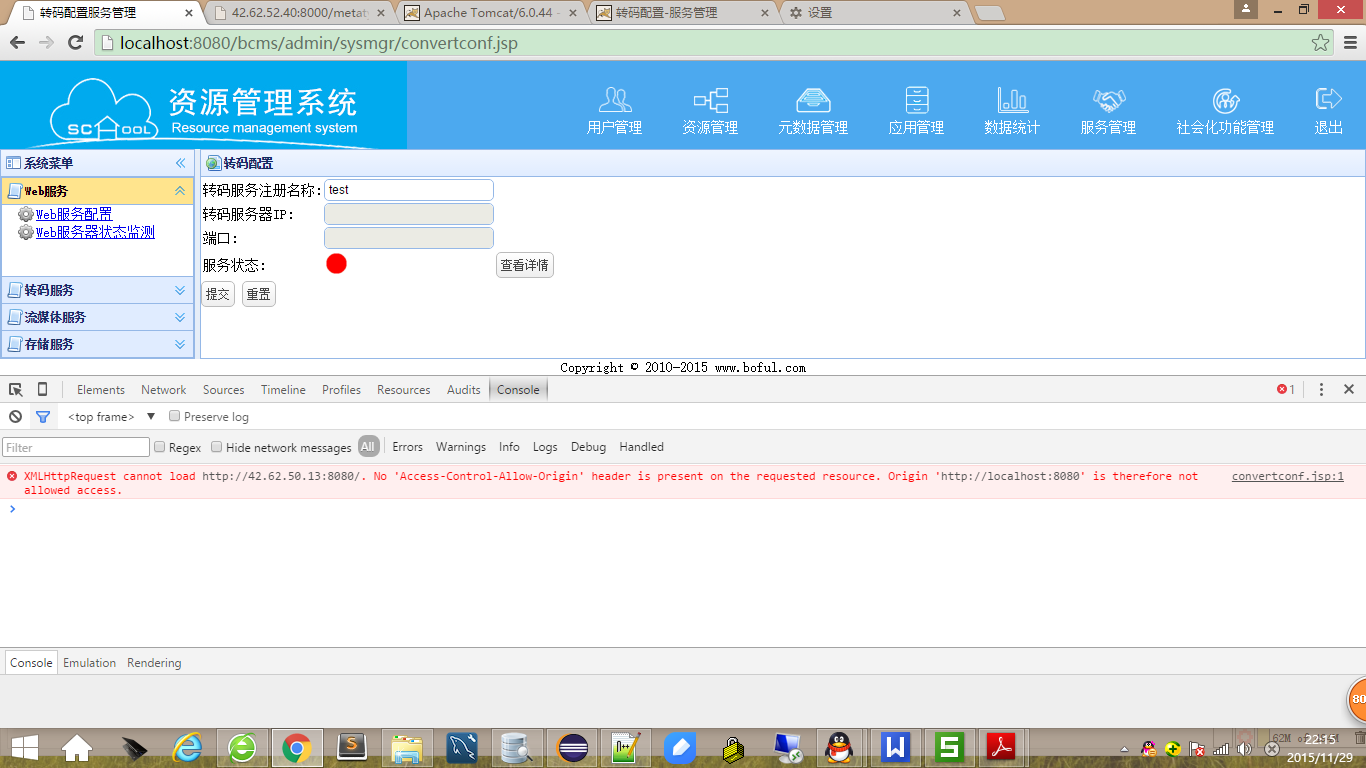 转码配置服务管理
42.62.52.40:8000/metaty
Apache Tomcat/6.0.44 -
转码配置-服务管理
设置
localhost:8080/bcms/admin/sysmgr/convertconf.jsp
SCHOOL
资源管理系统
Resource management system
用户管理
资源管理
元数据管理
应用管理
数据统计
服务管理
社会化功能管理
退出
系统菜单
转码配置
Web服务
Web服务配置
Web服务器状态监测
转码服务
流媒体服务
存储服务
转码服务注册名称: test
转码服务器IP:
端口:
服务状态:
查看详情
提交 重置
Copyright © 2010-2015 www.boful.com
Elements Network Sources Timeline Profiles Resources Audits Console
1
<top frame> Preserve log
Filter Regex Hide network messages All Errors Warnings Info Logs Debug Handled
XMLHttpRequest cannot load http://42.62.50.13:8080/. No 'Access-Control-Allow-Origin' header is present on the requested resource. Origin 'http://localhost:8080' is therefore not
allowed access.
convertconf.jsp:1
Console Emulation Rendering
80
22:15
2015/11/29